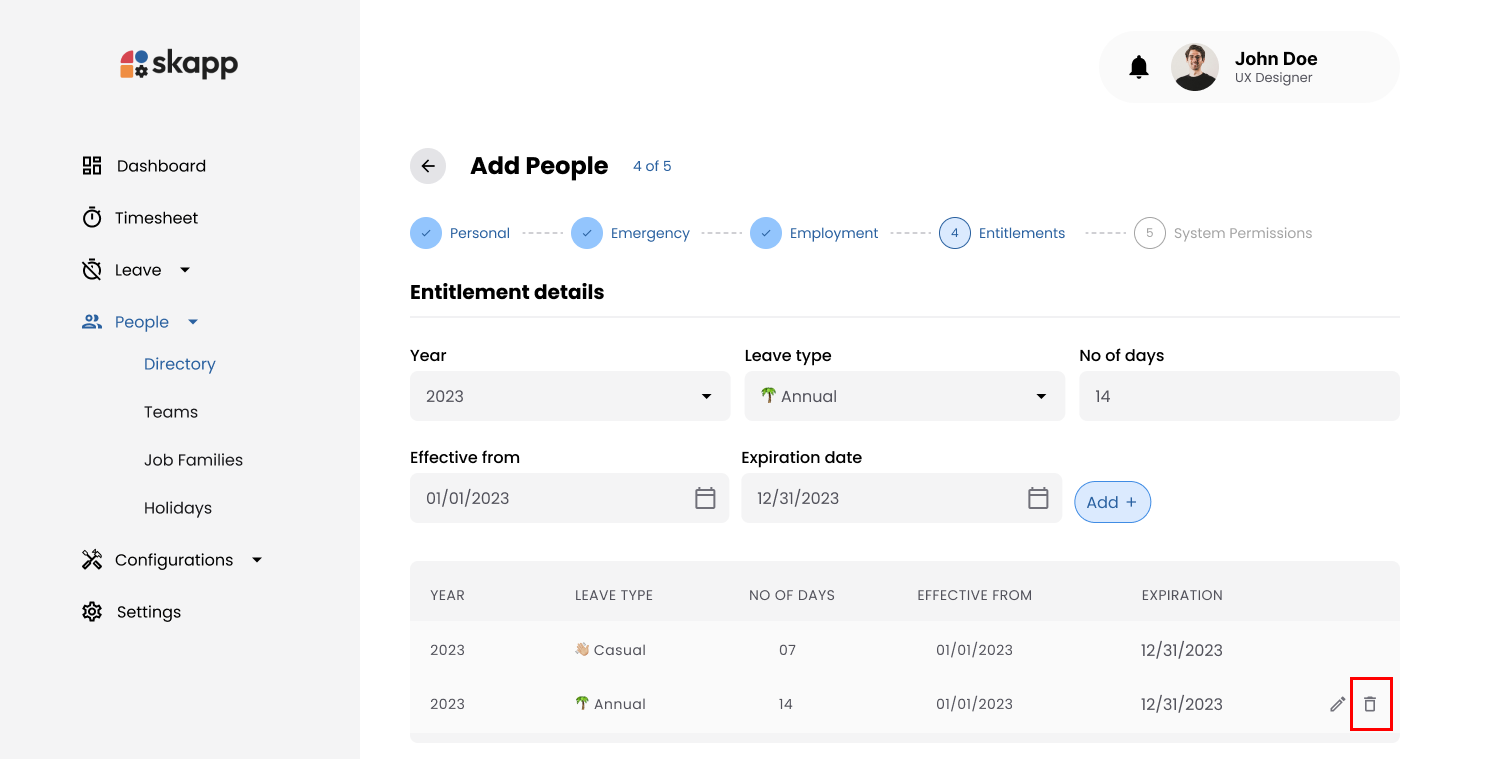 skapp
John Doe
UX Designer
Dashboard
Timesheet
Leave
People
Directory
Teams
Job Families
Holidays
Configurations
Settings
Add People 4 of 5
Personal Emergency Employment 4 Entitlements 5 System Permissions
Entitlement details
Year Leave type No of days
2023 Annual 14
Effective from Expiration date
01/01/2023 12/31/2023 Add +
YEAR LEAVE TYPE NO OF DAYS EFFECTIVE FROM EXPIRATION
2023 Casual 07 01/01/2023 12/31/2023
2023 Annual 14 01/01/2023 12/31/2023